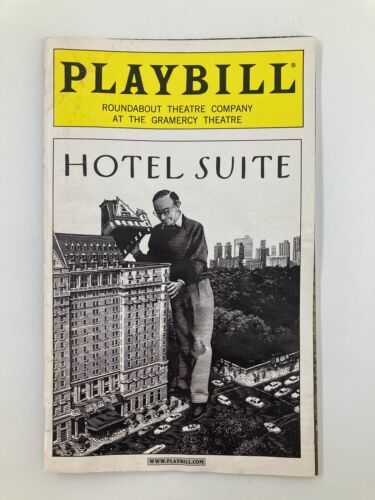 PLAYBILL®
ROUNDABOUT THEATRE COMPANY
AT THE GRAMERCY THEATRE
HOTEL SUITE
WWW.PLAYBILL.COM